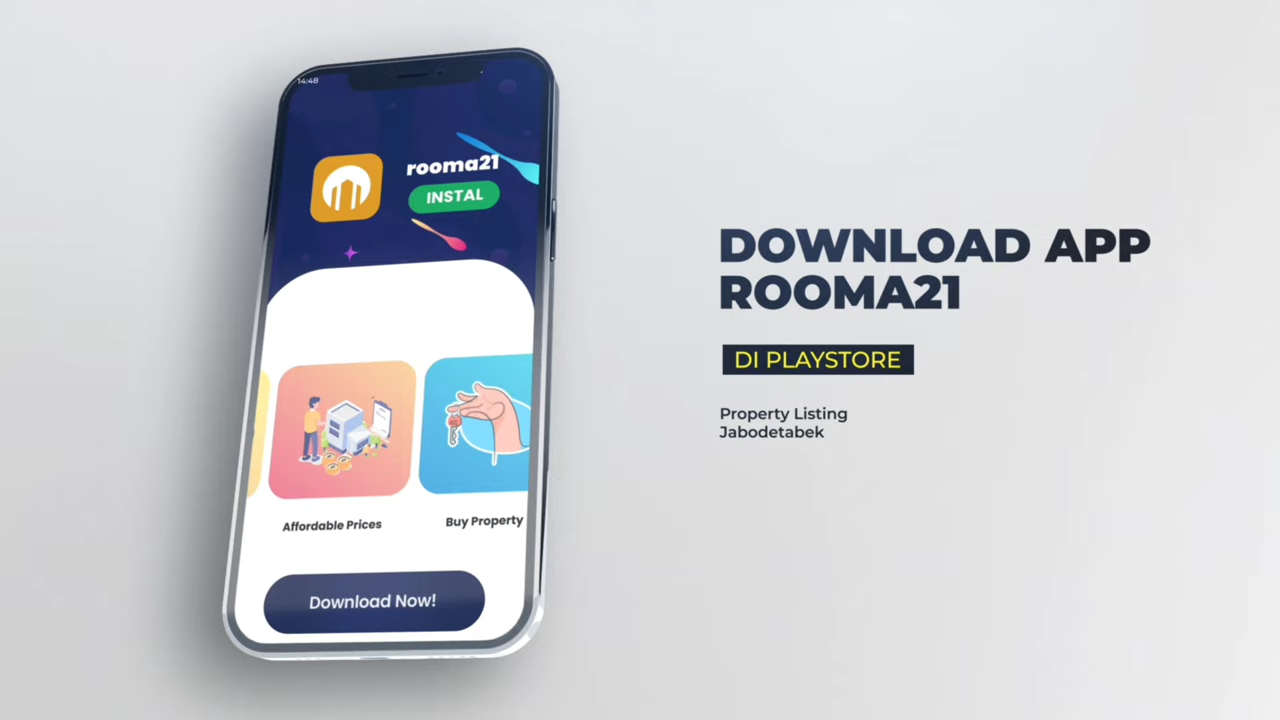 14:48
rooma21
INSTAL
Affordable Prices
Buy Property
Download Now!
DOWNLOAD APP
ROOMA21
DI PLAYSTORE
Property Listing
Jabodetabek